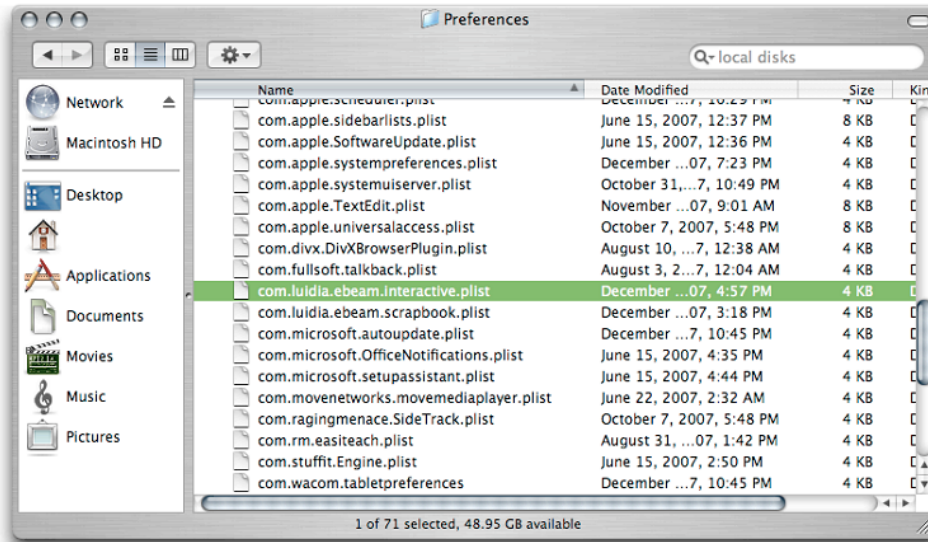 Preferences
local disks
Name Date Modified Size Kin
com.apple.scheduler.plist December ...7, 10:29 PM 4 KB D
com.apple.sidebarlists.plist June 15, 2007, 12:37 PM 8 KB D
Network com.apple.SoftwareUpdate.plist June 15, 2007, 12:36 PM 4 KB D
Macintosh HD com.apple.systempreferences.plist December ...07, 7:23 PM 4 KB D
com.apple.systemuiserver.plist October 31,...7, 10:49 PM 4 KB D
Desktop com.apple.TextEdit.plist November ...07, 9:01 AM 8 KB D
com.apple.universalaccess.plist October 7, 2007, 5:48 PM 8 KB D
com.divx.DivXBrowserPlugin.plist August 10, ...7, 12:38 AM 4 KB D
Applications com.fullsoft.talkback.plist August 3, 2...7, 12:04 AM 4 KB D
com.luidia.ebeam.interactive.plist December ...07, 4:57 PM 4 KB D
Documents com.luidia.ebeam.scrapbook.plist December ...07, 3:18 PM 4 KB D
com.microsoft.autoupdate.plist December ...7, 10:45 PM 4 KB D
Movies com.microsoft.OfficeNotifications.plist June 15, 2007, 4:35 PM 4 KB D
com.microsoft.setupassistant.plist June 15, 2007, 4:44 PM 4 KB D
Music com.movenetworks.movemediaplayer.plist June 22, 2007, 2:32 AM 4 KB D
com.ragingmenace.SideTrack.plist October 7, 2007, 5:48 PM 4 KB D
Pictures com.rm.easiteach.plist August 31, ...07, 1:42 PM 4 KB D
com.stuffit.Engine.plist June 15, 2007, 2:50 PM 4 KB D
com.wacom.tabletpreferences December ...7, 10:45 PM 4 KB D
1 of 71 selected, 48.95 GB available